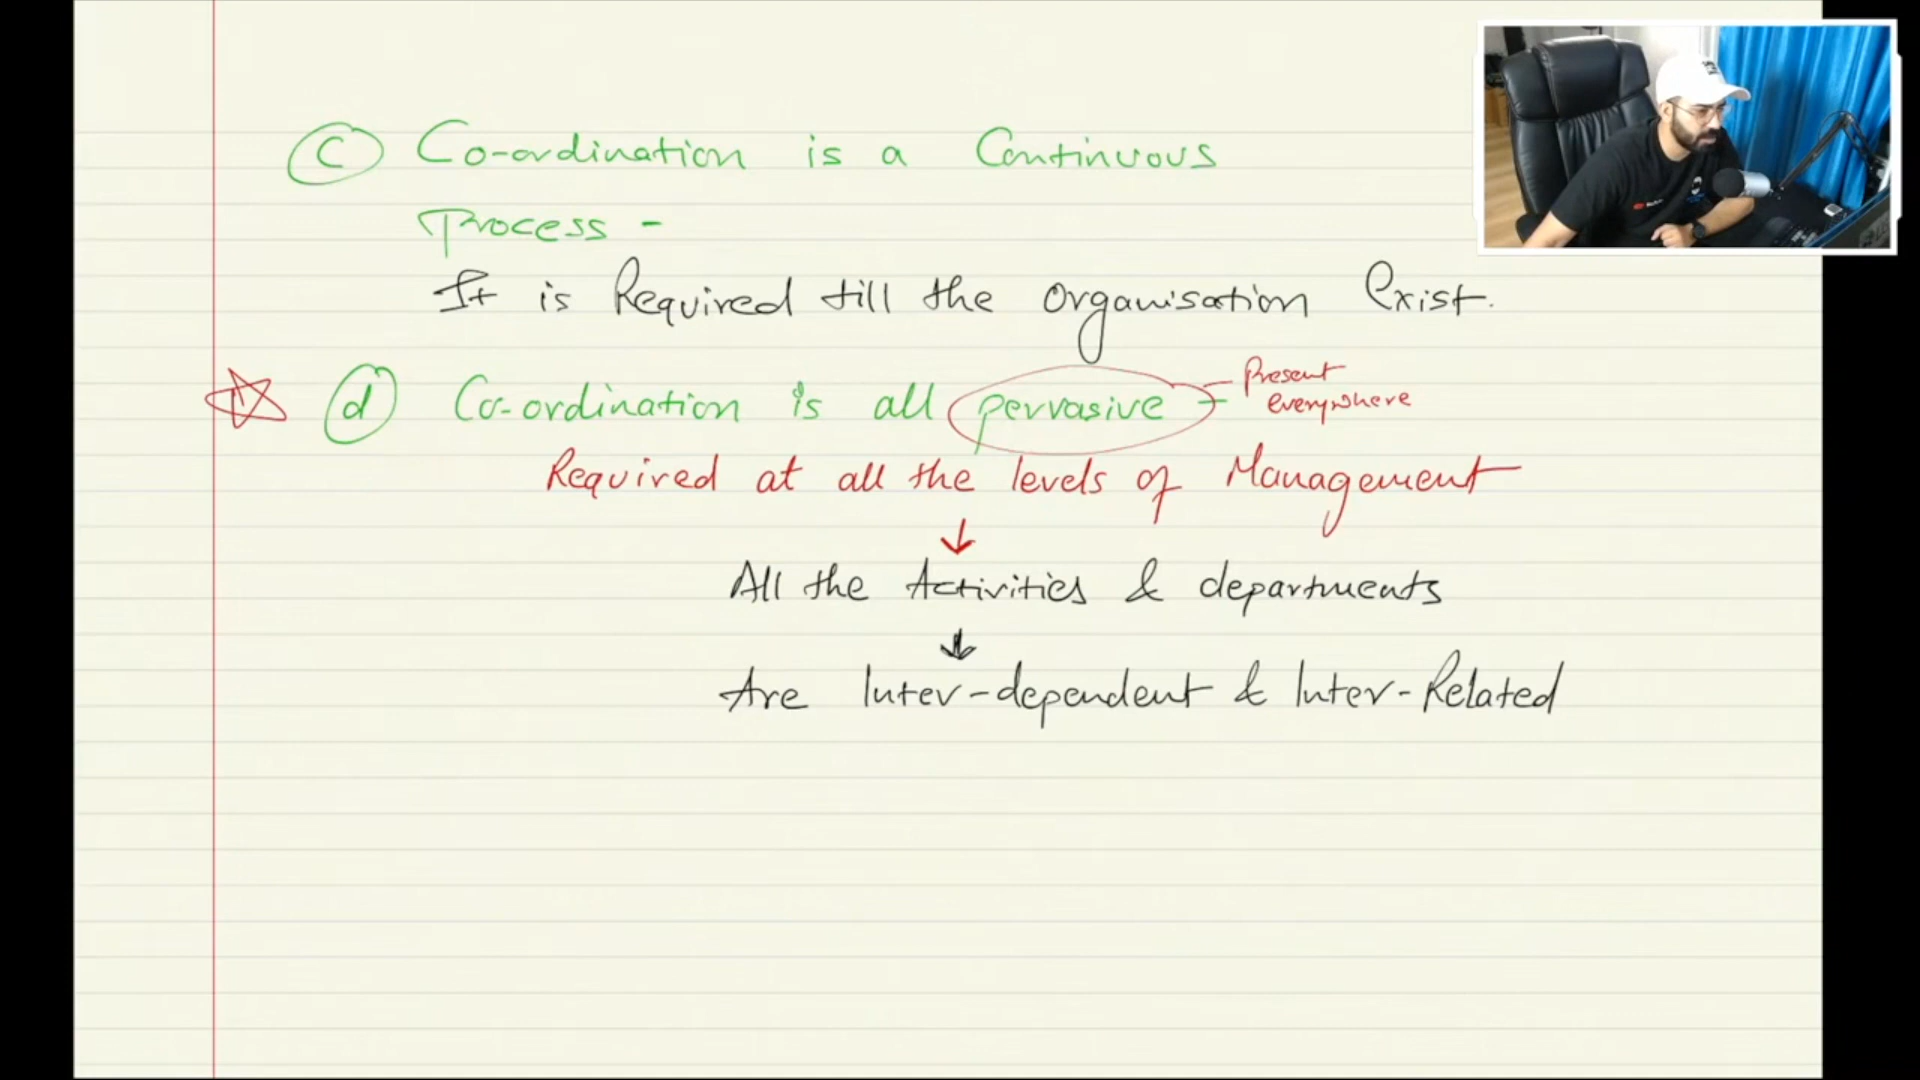 c Co-ordination is a Continuous
Process -
It is Required till the Organisation Exist.
d Co-ordination is all pervasive - Present
everywhere
Required at all the levels of Management
↓
All the Activities & departments
↓
Are Inter-dependent & Inter-Related